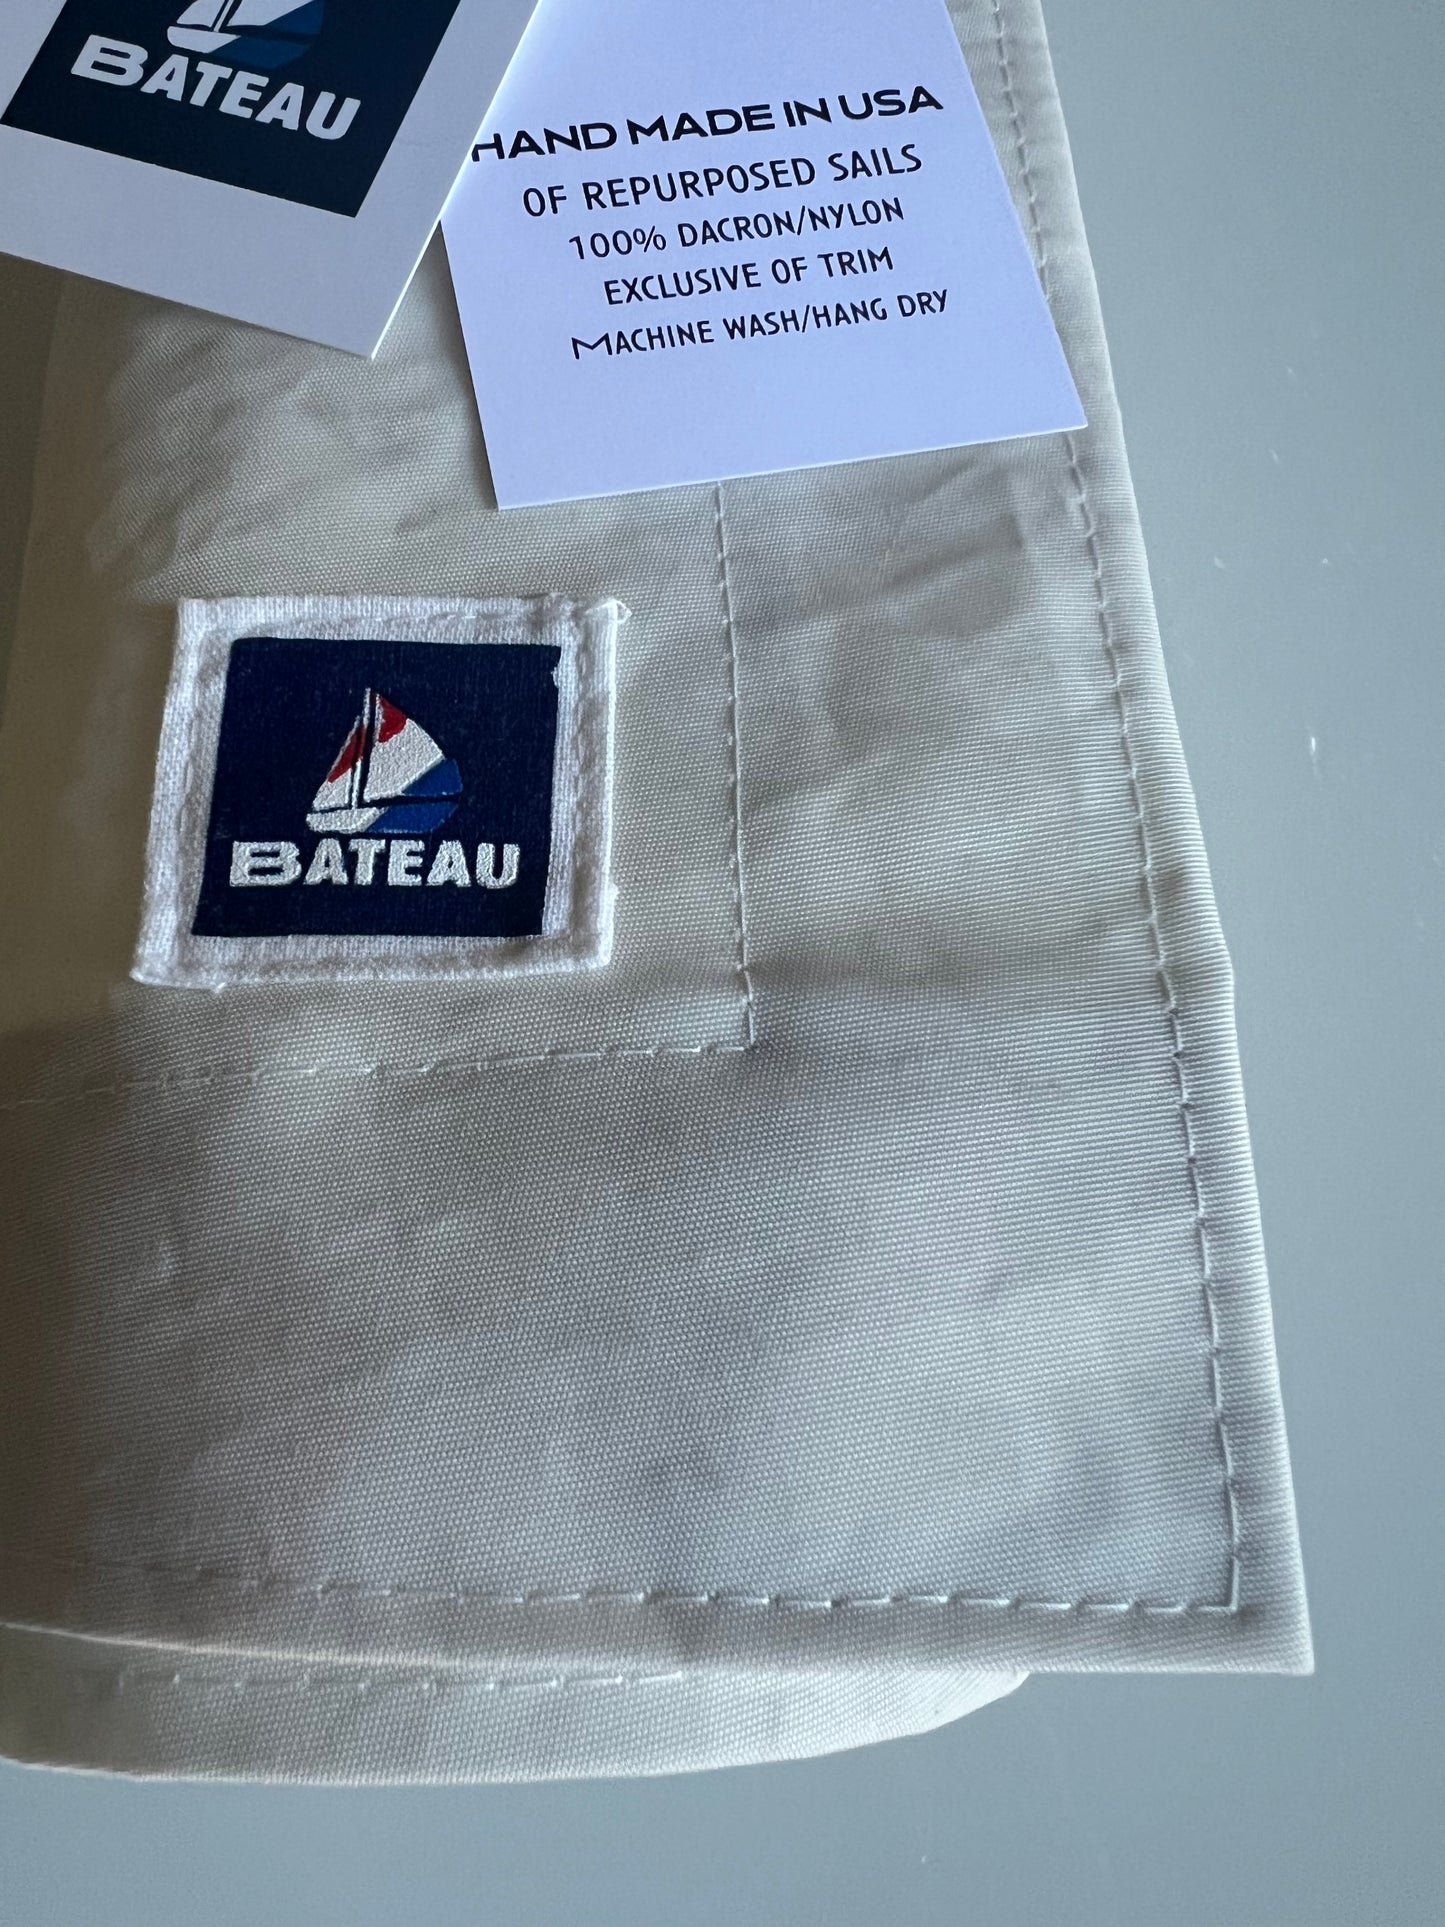 BATEAU
HAND MADE IN USA
OF REPURPOSED SAILS
100% DACRON/NYLON
EXCLUSIVE OF TRIM
MACHINE WASH/HANG DRY
BATEAU